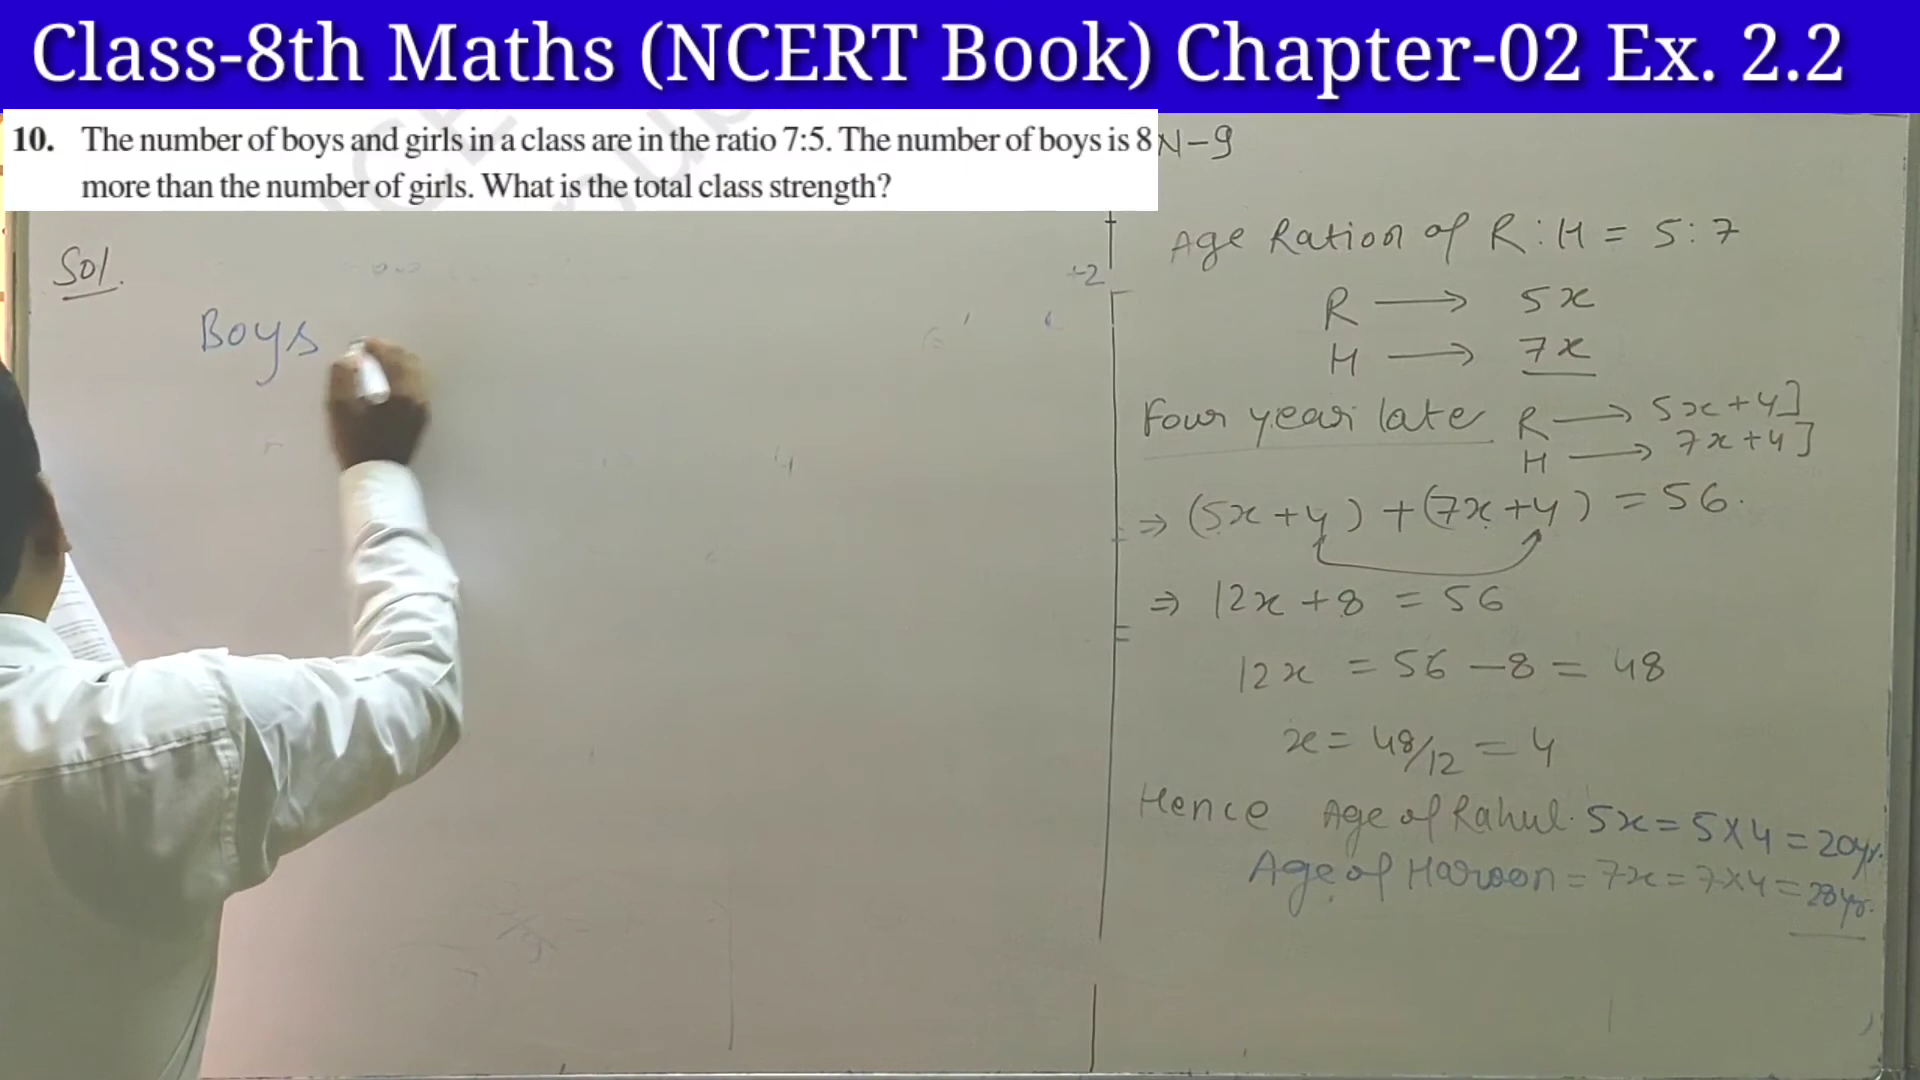 Class-8th Maths (NCERT Book) Chapter-02 Ex. 2.2
10. The number of boys and girls in a class are in the ratio 7:5. The number of boys is 8
more than the number of girls. What is the total class strength?
Sol.
Boys
N-9
Age Ration of R:H = 5:7
R → 5x
H → 7x
Four year late R → 5x+4]
H → 7x+4]
⇒ (5x+4) + (7x+4) = 56.
⇒ 12x + 8 = 56
12x = 56 - 8 = 48
x = 48/12 = 4
Hence Age of Rahul. 5x = 5×4 = 20yr.
Age of Haroon = 7x = 7×4 = 28yr.